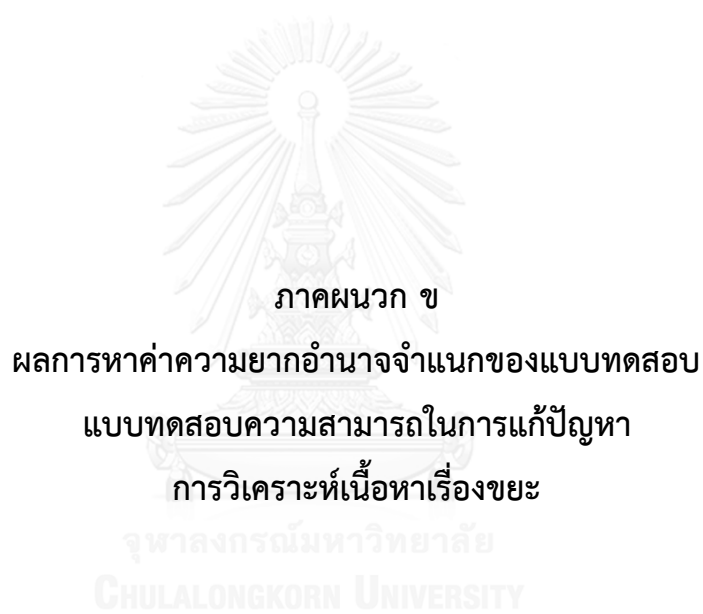 ภาคผนวก ข
ผลการหาค่าความยากอำนาจจำแนกของแบบทดสอบ
แบบทดสอบความสามารถในการแก้ปัญหา
การวิเคราะห์เนื้อหาเรื่องขยะ
จุฬาลงกรณ์มหาวิทยาลัย
CHULALONGKORN UNIVERSITY